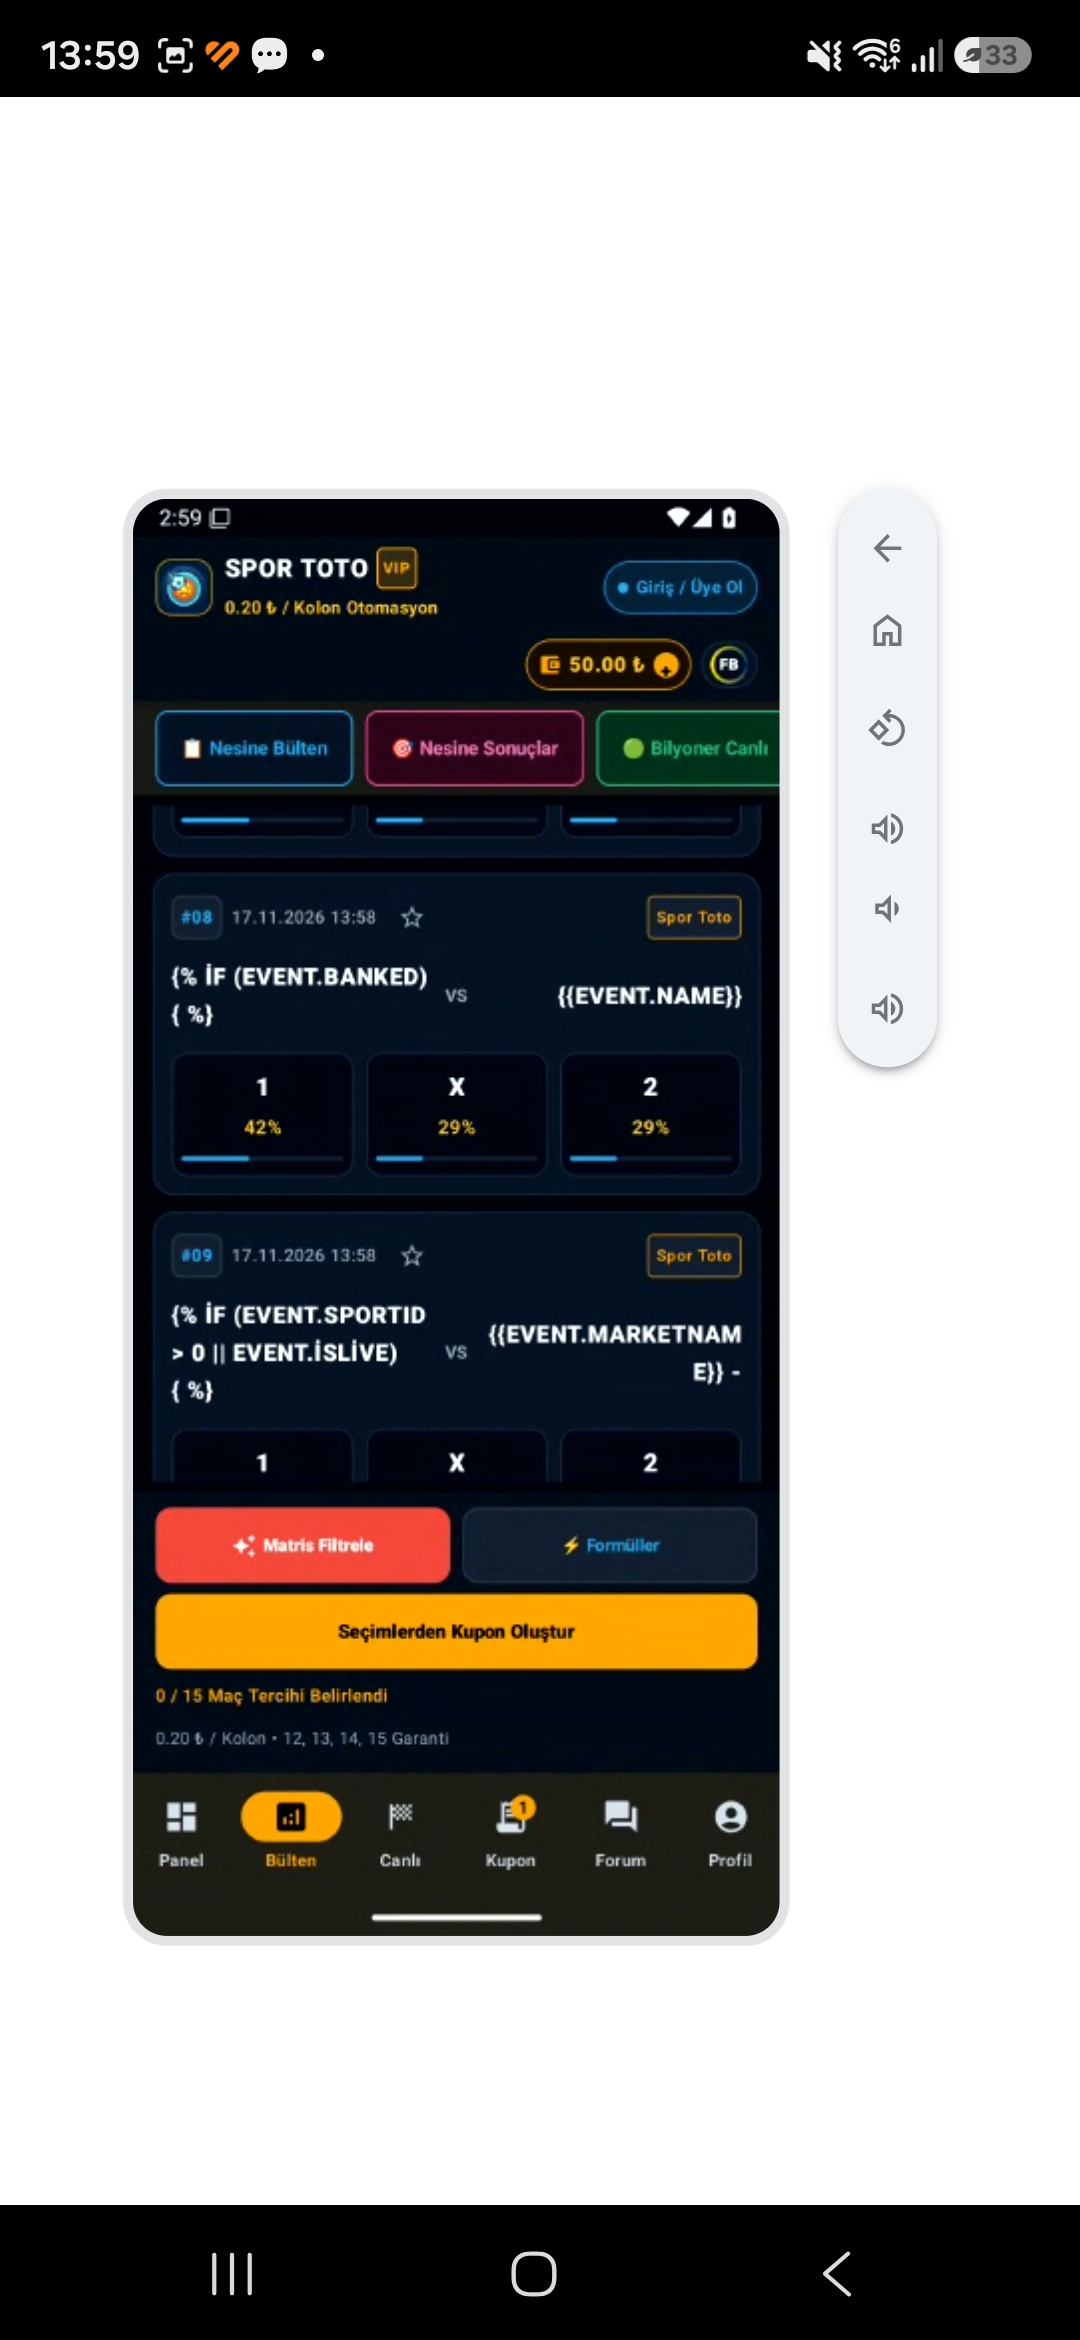 13:59
6
33
2:59
SPOR TOTO VIP
0.20 ₺ / Kolon Otomasyon
Giriş / Üye Ol
50.00 ₺
FB
Nesine Bülten
Nesine Sonuçlar
Bilyoner Canlı
#08 17.11.2026 13:58
Spor Toto
{% İF (EVENT.BANKED)
{ %}
VS
{{EVENT.NAME}}
1
X
2
42%
29%
29%
#09 17.11.2026 13:58
Spor Toto
{% İF (EVENT.SPORTID
> 0 || EVENT.İSLİVE)
{ %}
VS
{{EVENT.MARKETNAM
E}} -
1
X
2
Matris Filtrele
Formüller
Seçimlerden Kupon Oluştur
0 / 15 Maç Tercihi Belirlendi
0.20 ₺ / Kolon • 12, 13, 14, 15 Garanti
1
Panel
Bülten
Canlı
Kupon
Forum
Profil